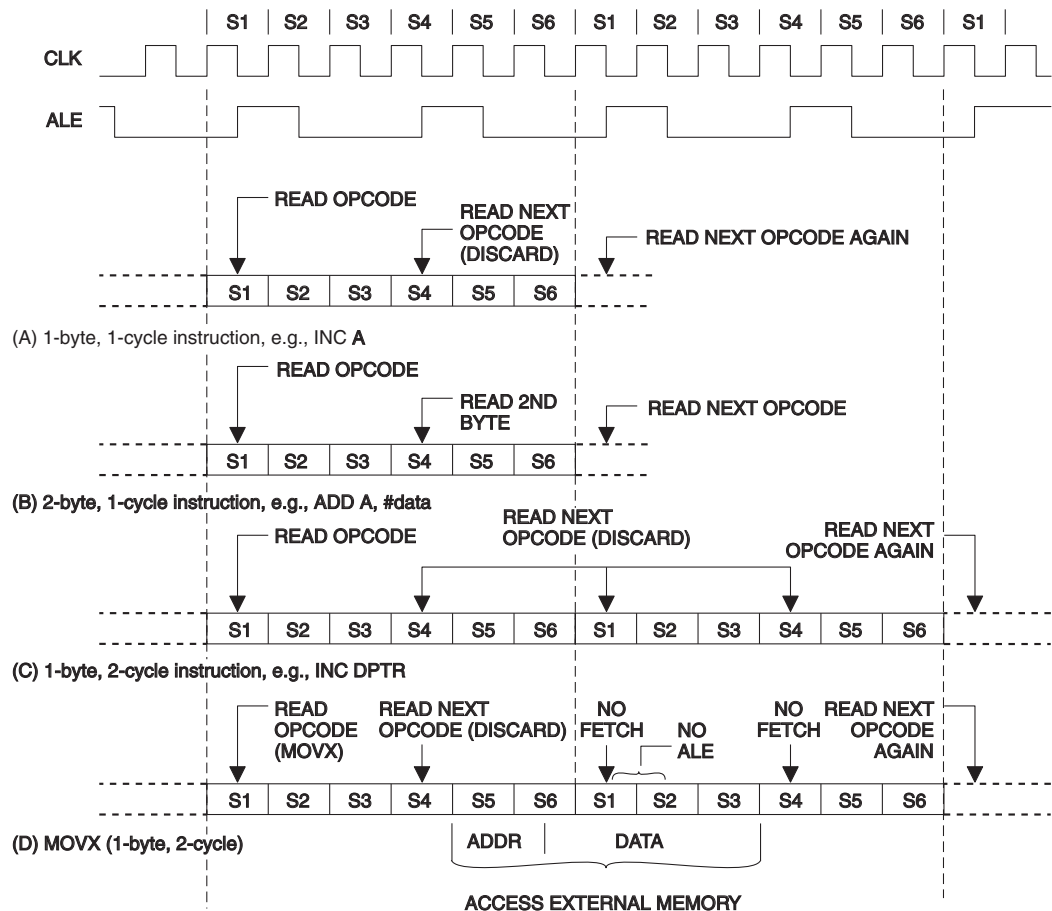 S1 S2 S3 S4 S5 S6 S1 S2 S3 S4 S5 S6 S1
CLK
ALE
READ OPCODE
READ NEXT
OPCODE
(DISCARD)
READ NEXT OPCODE AGAIN
S1 S2 S3 S4 S5 S6
(A) 1-byte, 1-cycle instruction, e.g., INC A
READ OPCODE
READ 2ND
BYTE
READ NEXT OPCODE
S1 S2 S3 S4 S5 S6
(B) 2-byte, 1-cycle instruction, e.g., ADD A, #data
READ OPCODE
READ NEXT
OPCODE (DISCARD)
READ NEXT
OPCODE AGAIN
S1 S2 S3 S4 S5 S6 S1 S2 S3 S4 S5 S6
(C) 1-byte, 2-cycle instruction, e.g., INC DPTR
READ
OPCODE
(MOVX)
READ NEXT
OPCODE (DISCARD)
NO
FETCH
NO
ALE
NO
FETCH
READ NEXT
OPCODE
AGAIN
S1 S2 S3 S4 S5 S6 S1 S2 S3 S4 S5 S6
(D) MOVX (1-byte, 2-cycle)
ADDR
DATA
ACCESS EXTERNAL MEMORY